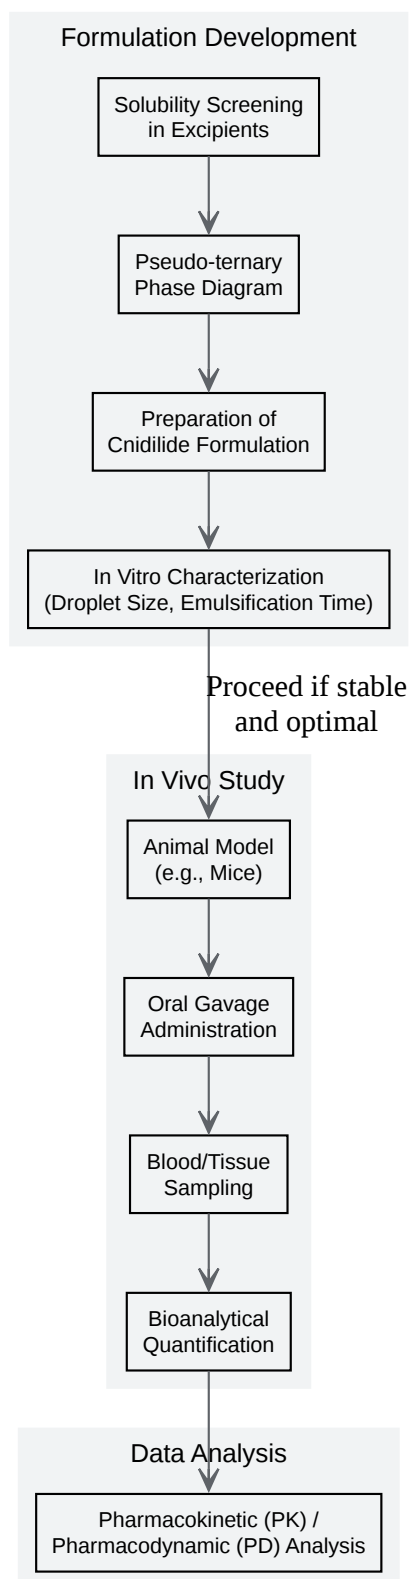 Formulation Development
Solubility Screening
in Excipients
Pseudo-ternary
Phase Diagram
Preparation of
Cnidilide Formulation
In Vitro Characterization
(Droplet Size, Emulsification Time)
Proceed if stable
and optimal
In Vivo Study
Animal Model
(e.g., Mice)
Oral Gavage
Administration
Blood/Tissue
Sampling
Bioanalytical
Quantification
Data Analysis
Pharmacokinetic (PK) /
Pharmacodynamic (PD) Analysis